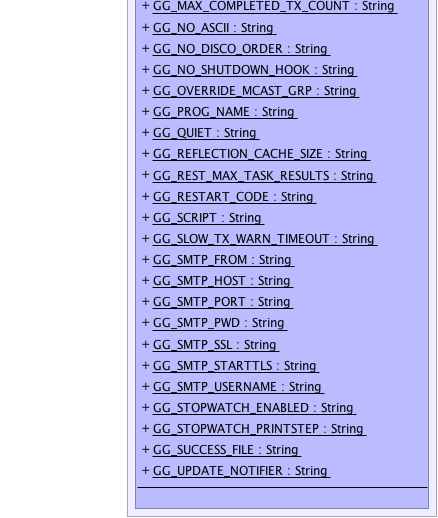 + GG_MAX_COMPLETED_TX_COUNT : String
+ GG_NO_ASCII : String
+ GG_NO_DISCO_ORDER : String
+ GG_NO_SHUTDOWN_HOOK : String
+ GG_OVERRIDE_MCAST_GRP : String
+ GG_PROG_NAME : String
+ GG_QUIET : String
+ GG_REFLECTION_CACHE_SIZE : String
+ GG_REST_MAX_TASK_RESULTS : String
+ GG_RESTART_CODE : String
+ GG_SCRIPT : String
+ GG_SLOW_TX_WARN_TIMEOUT : String
+ GG_SMTP_FROM : String
+ GG_SMTP_HOST : String
+ GG_SMTP_PORT : String
+ GG_SMTP_PWD : String
+ GG_SMTP_SSL : String
+ GG_SMTP_STARTTLS : String
+ GG_SMTP_USERNAME : String
+ GG_STOPWATCH_ENABLED : String
+ GG_STOPWATCH_PRINTSTEP : String
+ GG_SUCCESS_FILE : String
+ GG_UPDATE_NOTIFIER : String